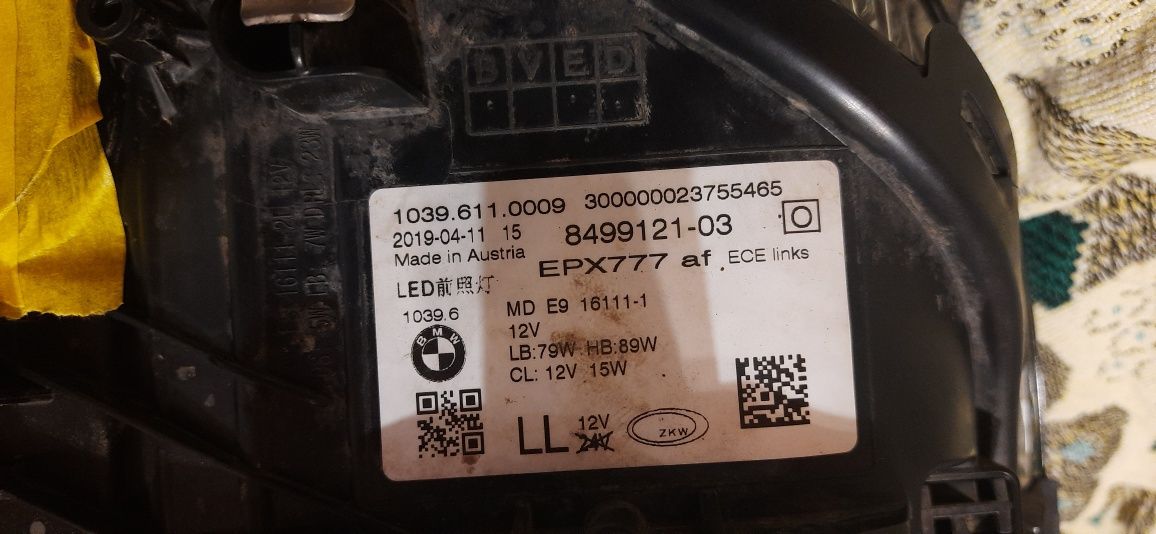 B V E D
1039.611.0009 300000023755465
2019-04-11 15 8499121-03
Made in Austria EPX777 af ECE links
LED前照灯
1039.6 MD E9 16111-1
BMW
12V
LB:79W HB:89W
CL: 12V 15W
LL 12V
24V
ZKW